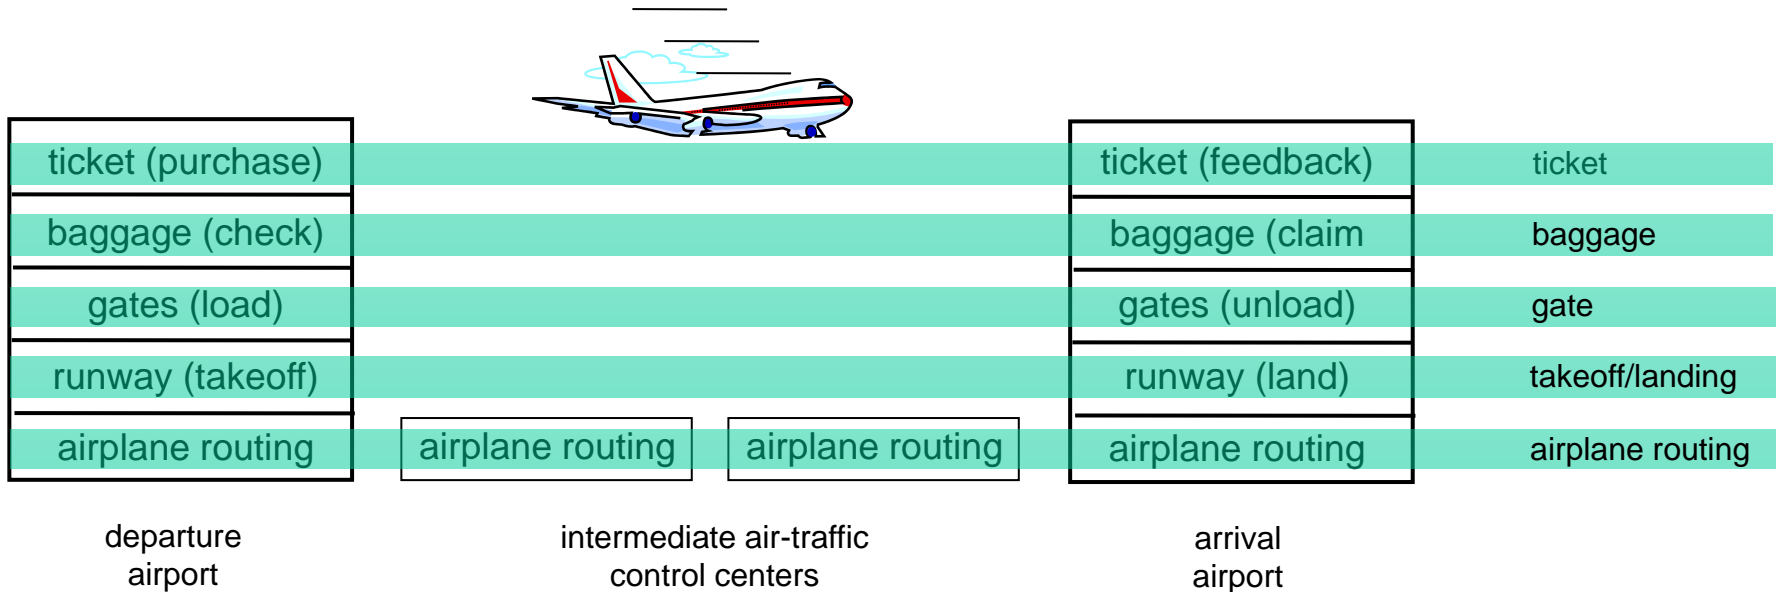 ticket (purchase)
ticket (feedback)
ticket
baggage (check)
baggage (claim
baggage
gates (load)
gates (unload)
gate
runway (takeoff)
runway (land)
takeoff/landing
airplane routing
airplane routing
airplane routing
airplane routing
airplane routing
departure
airport
intermediate air-traffic
control centers
arrival
airport